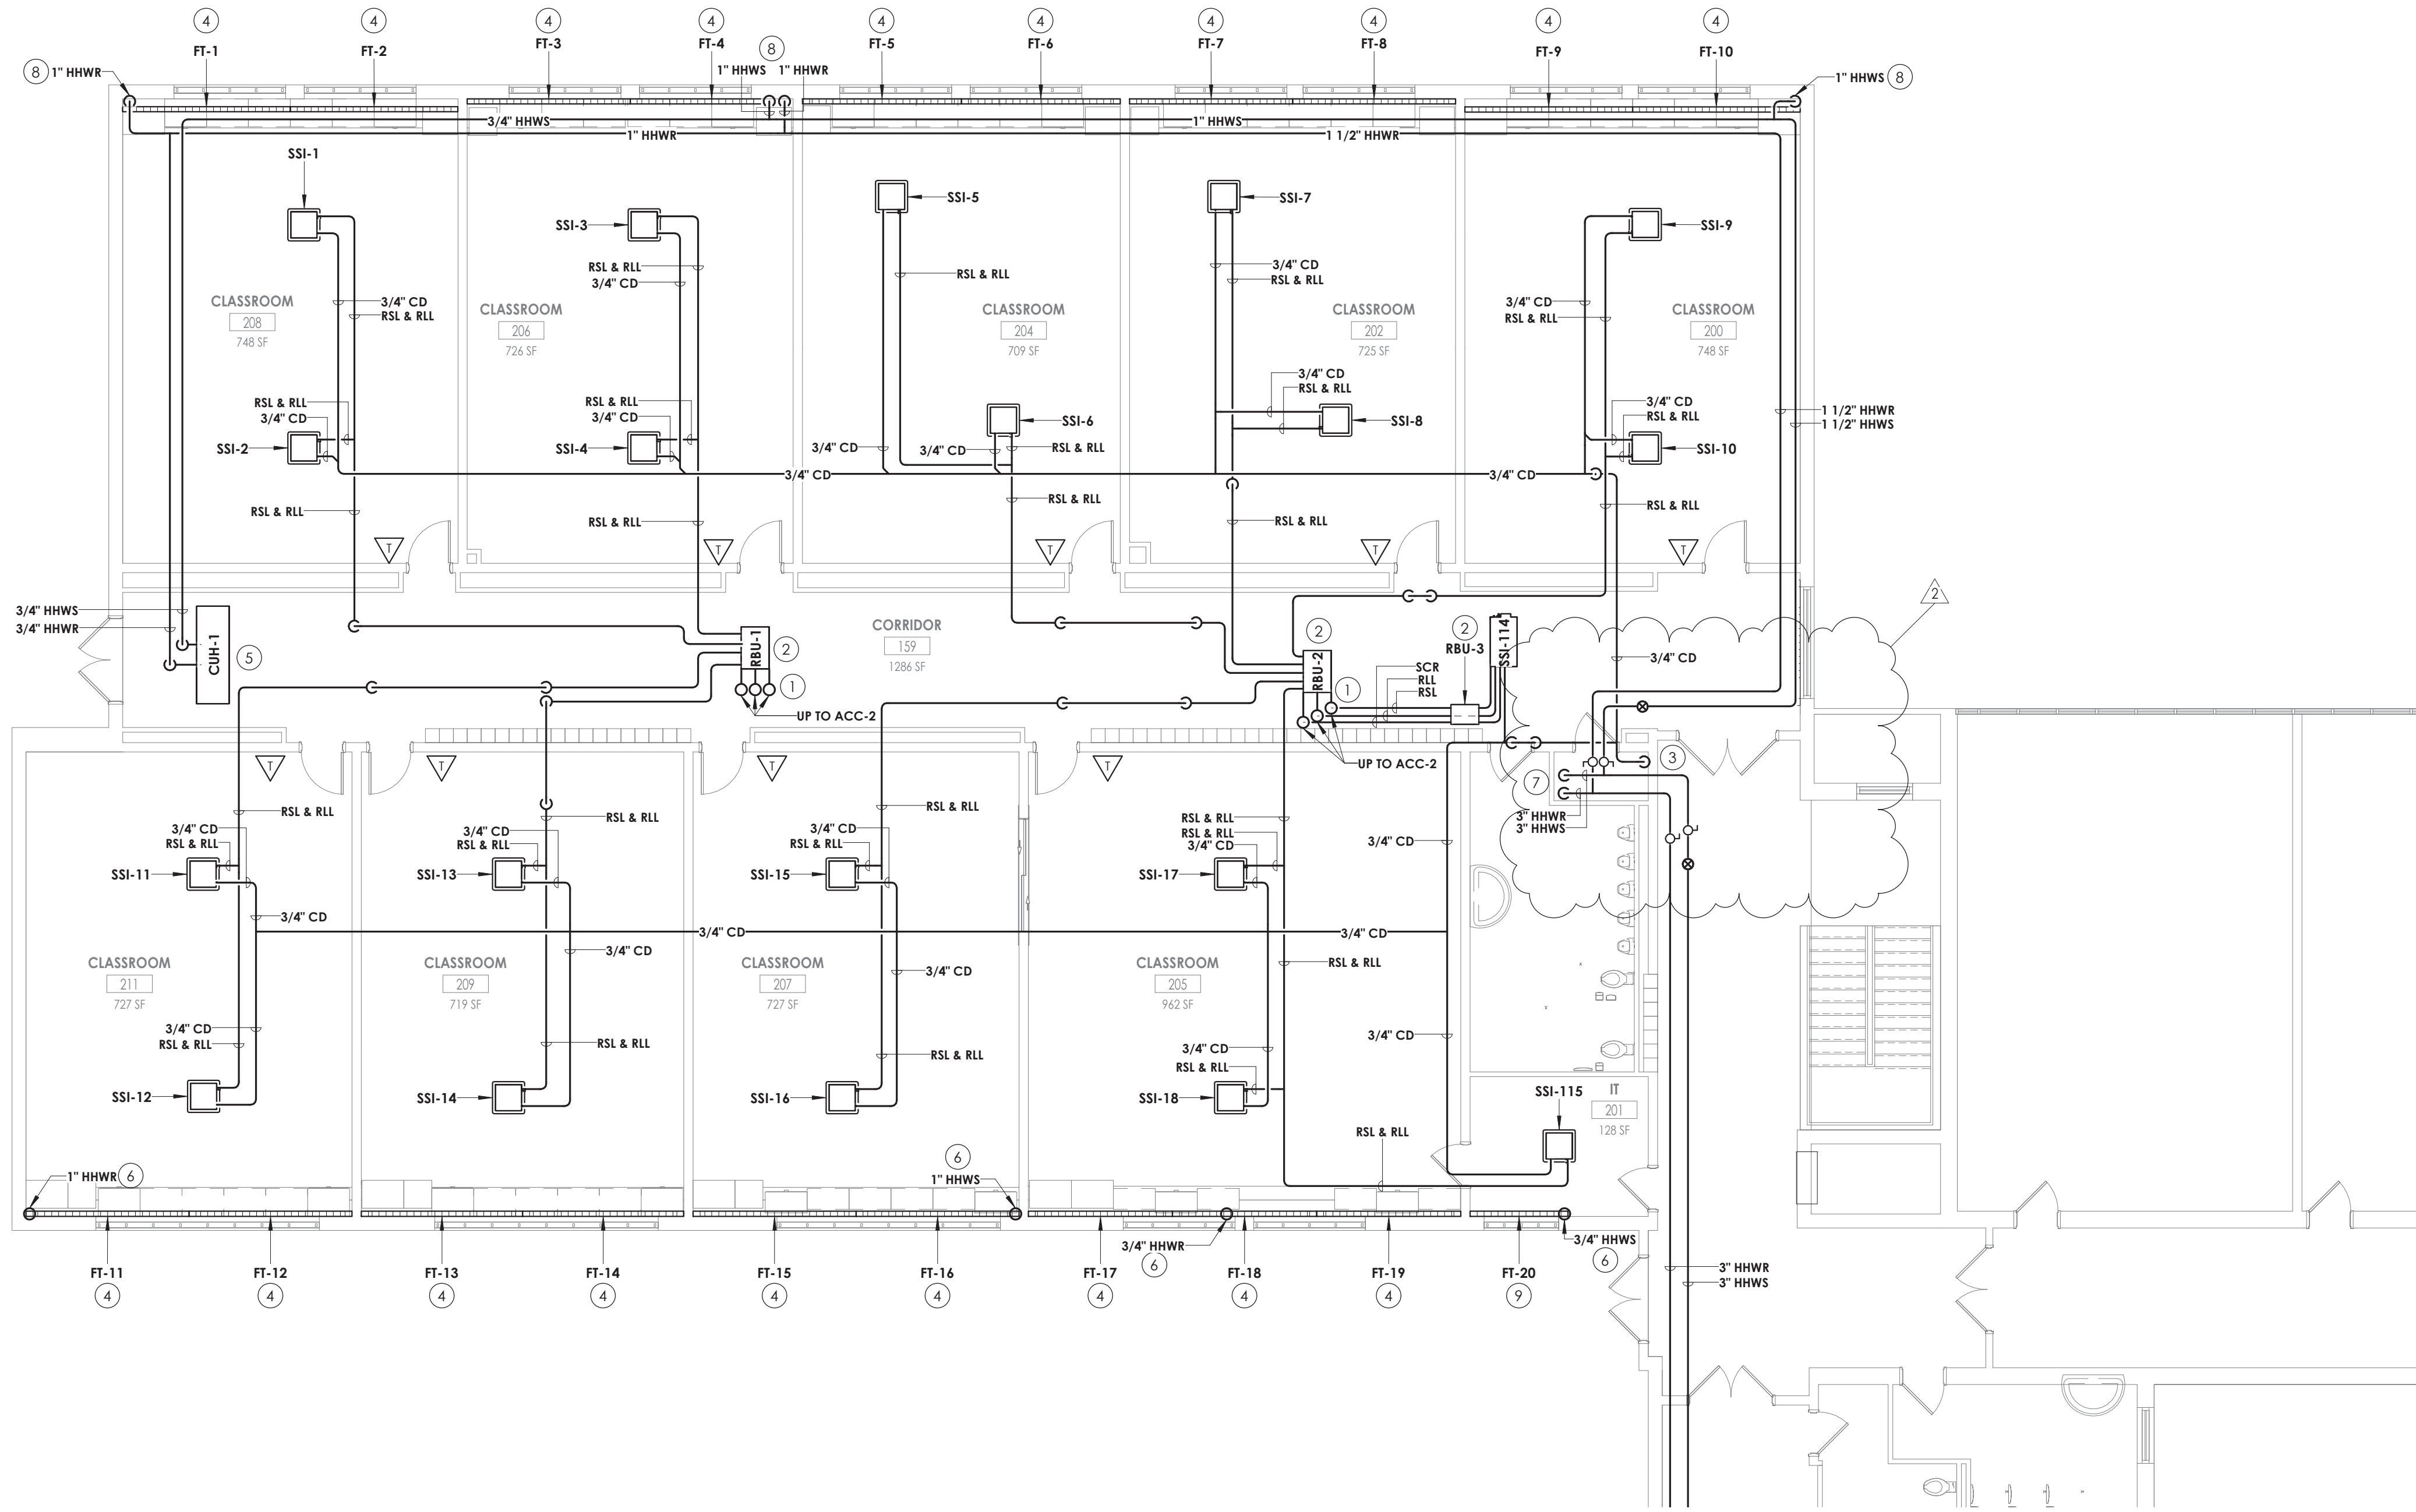 4
4
4
4
4
4
4
4
4
4
FT-1
FT-2
FT-3
FT-4
FT-5
FT-6
FT-7
FT-8
FT-9
FT-10
8
8 1" HHWR
1" HHWS
1" HHWR
1" HHWS 8
3/4" HHWS
1" HHWS
1" HHWR
1 1/2" HHWR
SSI-1
SSI-3
SSI-5
SSI-7
SSI-9
RSL & RLL
3/4" CD
RSL & RLL
3/4" CD
RSL & RLL
3/4" CD
RSL & RLL
3/4" CD
RSL & RLL
CLASSROOM
208
748 SF
CLASSROOM
206
726 SF
CLASSROOM
204
709 SF
CLASSROOM
202
725 SF
CLASSROOM
200
748 SF
RSL & RLL
3/4" CD
SSI-2
RSL & RLL
3/4" CD
SSI-4
3/4" CD
3/4" CD
SSI-6
RSL & RLL
3/4" CD
RSL & RLL
SSI-8
3/4" CD
RSL & RLL
SSI-10
1 1/2" HHWR
1 1/2" HHWS
3/4" CD
3/4" CD
RSL & RLL
RSL & RLL
RSL & RLL
RSL & RLL
RSL & RLL
T
T
T
T
T
2
3/4" HHWS
3/4" HHWR
CUH-1
5
RBU-1
2
1
UP TO ACC-2
CORRIDOR
159
1286 SF
2
RBU-2
1
2
RBU-3
SSI-114
SCR
RLL
RSL
UP TO ACC-2
3/4" CD
3
7
3" HHWR
3" HHWS
T
T
T
T
RSL & RLL
3/4" CD
RSL & RLL
SSI-11
RSL & RLL
3/4" CD
RSL & RLL
SSI-13
RSL & RLL
3/4" CD
RSL & RLL
SSI-15
RSL & RLL
RSL & RLL
3/4" CD
SSI-17
3/4" CD
3/4" CD
3/4" CD
3/4" CD
3/4" CD
3/4" CD
RSL & RLL
CLASSROOM
211
727 SF
CLASSROOM
209
719 SF
CLASSROOM
207
727 SF
CLASSROOM
205
962 SF
3/4" CD
RSL & RLL
SSI-12
RSL & RLL
SSI-14
RSL & RLL
SSI-16
3/4" CD
RSL & RLL
SSI-18
3/4" CD
SSI-115
IT
201
128 SF
RSL & RLL
1" HHWR 6
6
1" HHWS
3/4" HHWR
6
3/4" HHWS
6
FT-11
FT-12
FT-13
FT-14
FT-15
FT-16
FT-17
FT-18
FT-19
FT-20
4
4
4
4
4
4
4
4
4
9
3" HHWR
3" HHWS